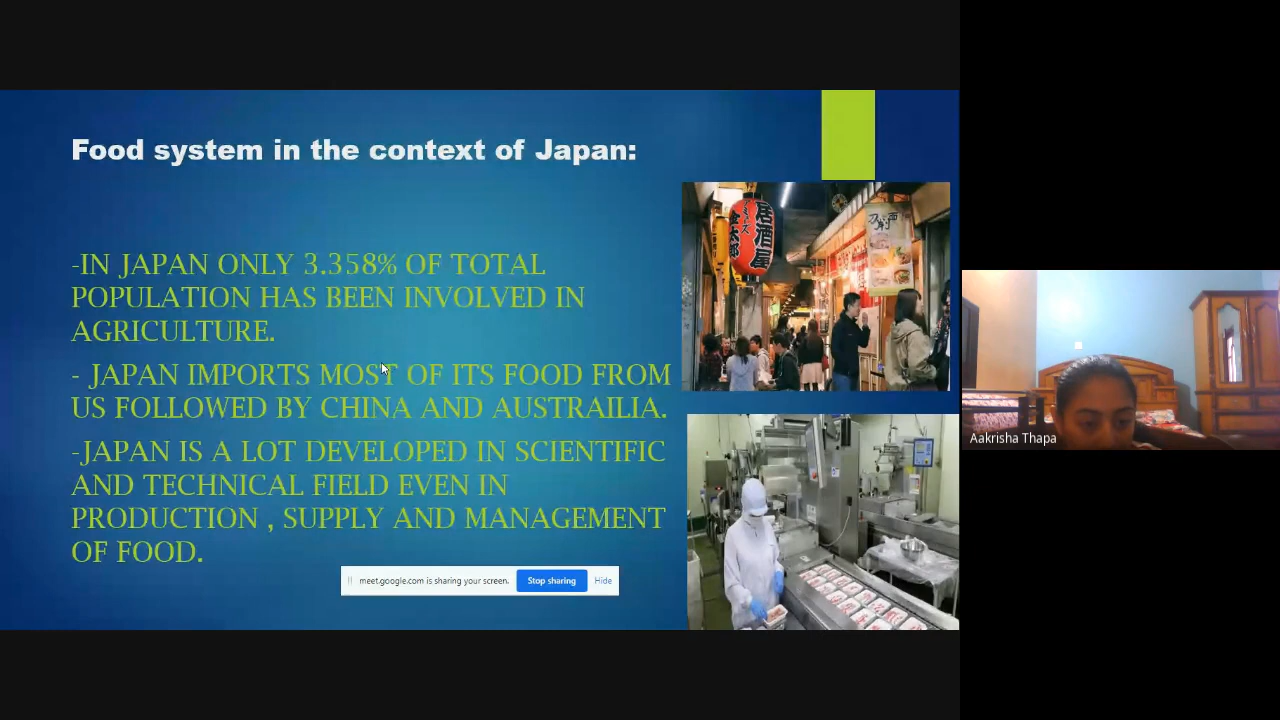 Food system in the context of Japan:
-IN JAPAN ONLY 3.358% OF TOTAL
POPULATION HAS BEEN INVOLVED IN
AGRICULTURE.
- JAPAN IMPORTS MOST OF ITS FOOD FROM
US FOLLOWED BY CHINA AND AUSTRAILIA.
-JAPAN IS A LOT DEVELOPED IN SCIENTIFIC
AND TECHNICAL FIELD EVEN IN
PRODUCTION , SUPPLY AND MANAGEMENT
OF FOOD.
居酒屋
金太郎
meet.google.com is sharing your screen.
Stop sharing
Hide
Aakrisha Thapa